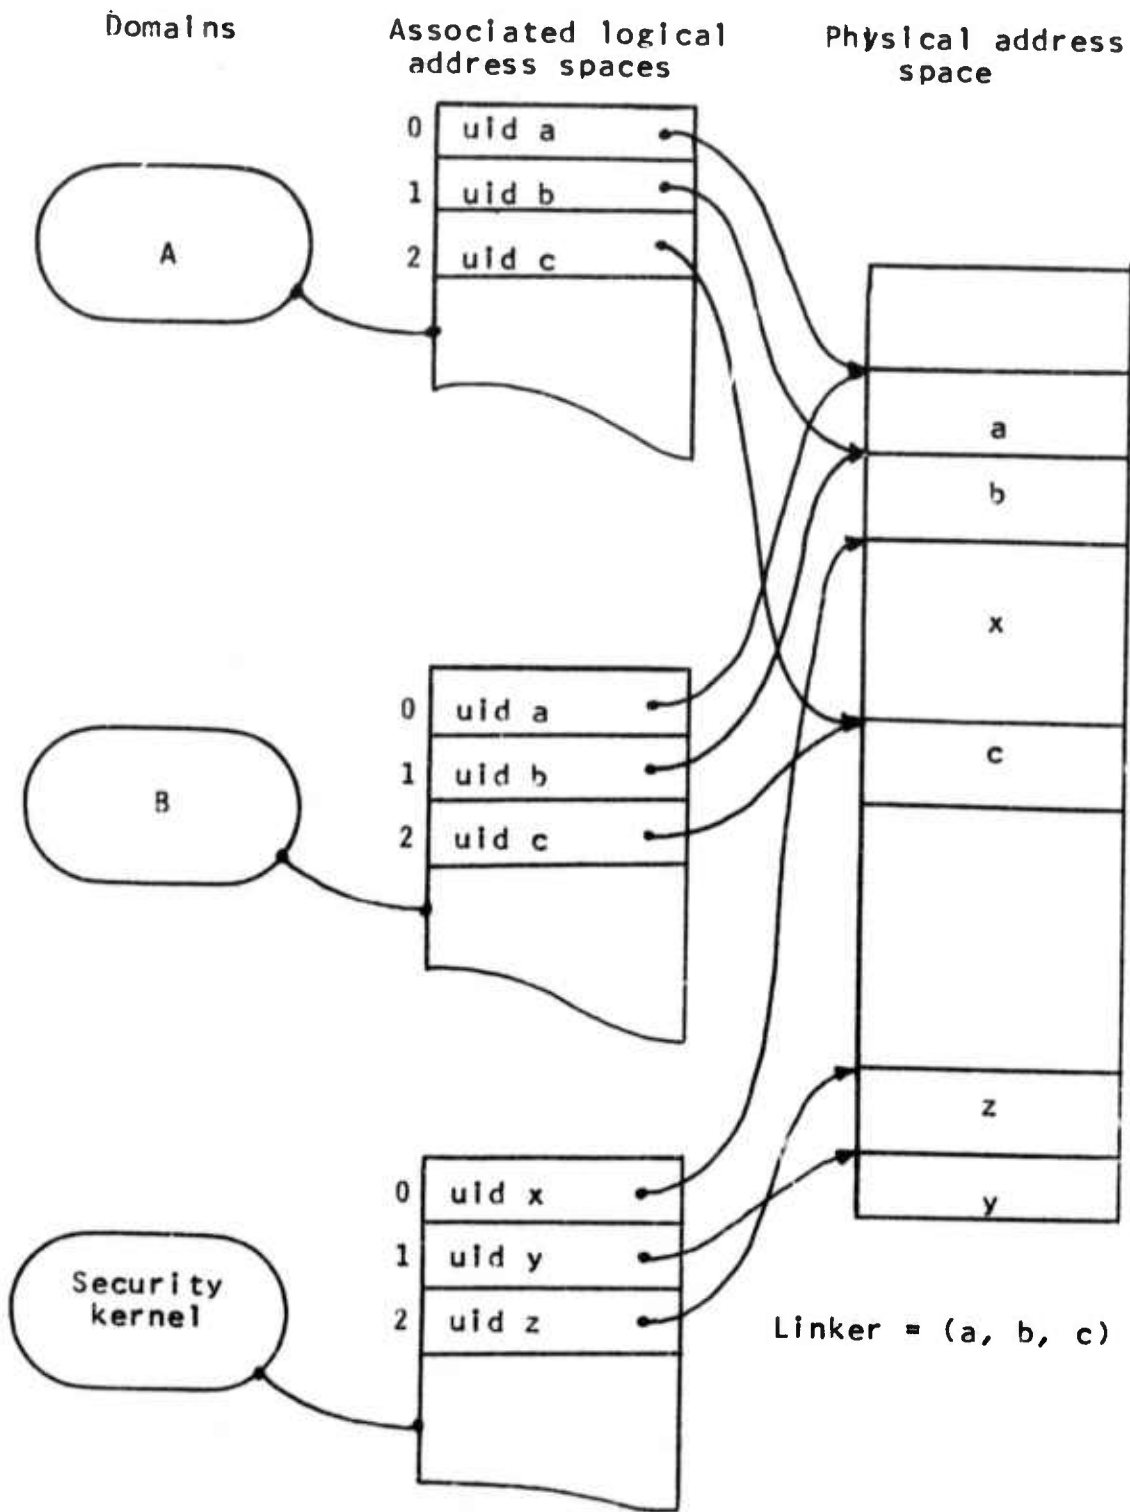 Domains
Associated logical
address spaces
Physical address
space
0 uid a
1 uid b
2 uid c
A
a
b
x
c
z
y
0 uid a
1 uid b
2 uid c
B
0 uid x
1 uid y
2 uid z
Security
kernel
Linker = (a, b, c)